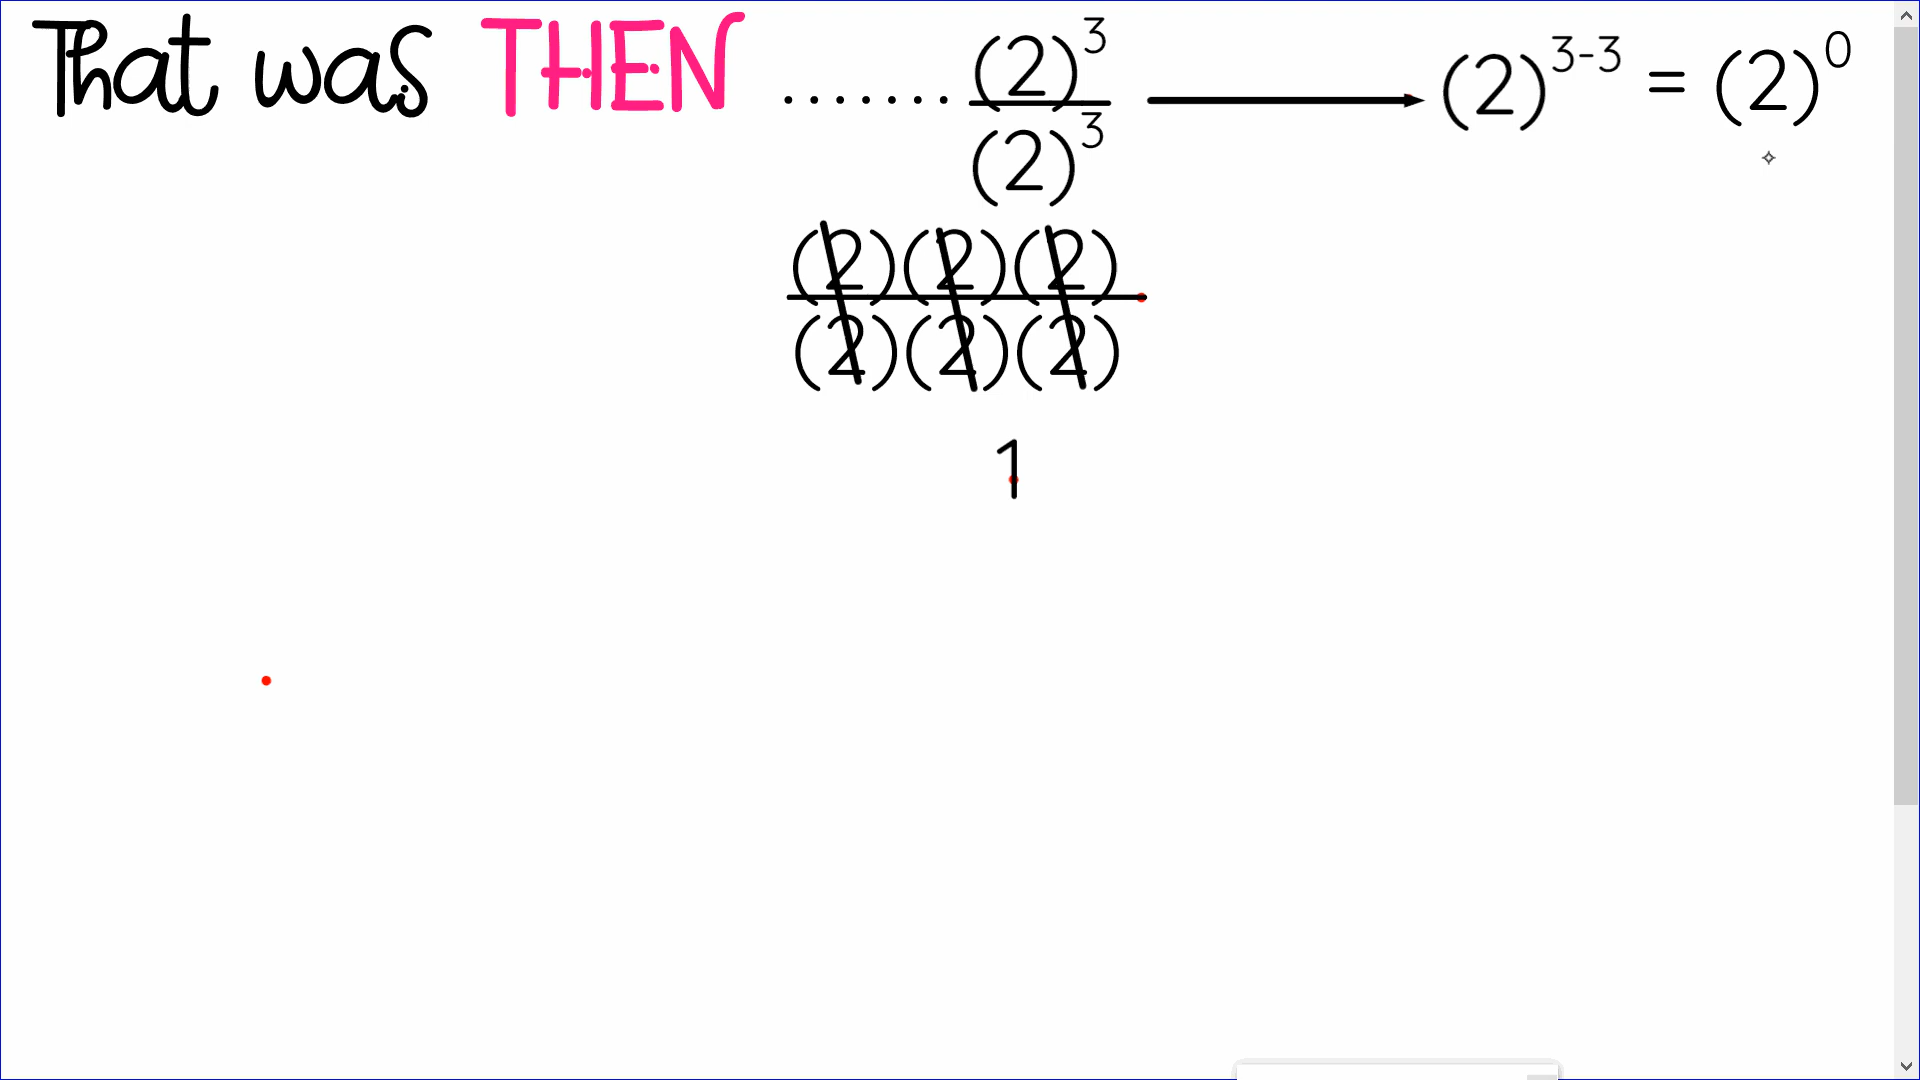 That was THEN ....... (2)³/(2)³ → (2)³⁻³ = (2)⁰
(2)(2)(2)
(2)(2)(2)
1